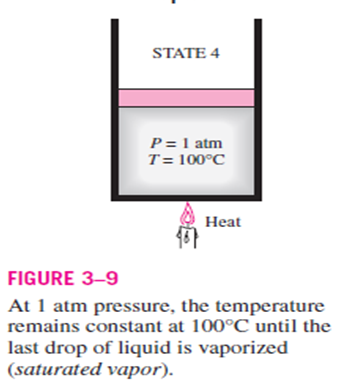 STATE 4
P = 1 atm
T = 100°C
Heat
FIGURE 3–9
At 1 atm pressure, the temperature
remains constant at 100°C until the
last drop of liquid is vaporized
(saturated vapor).